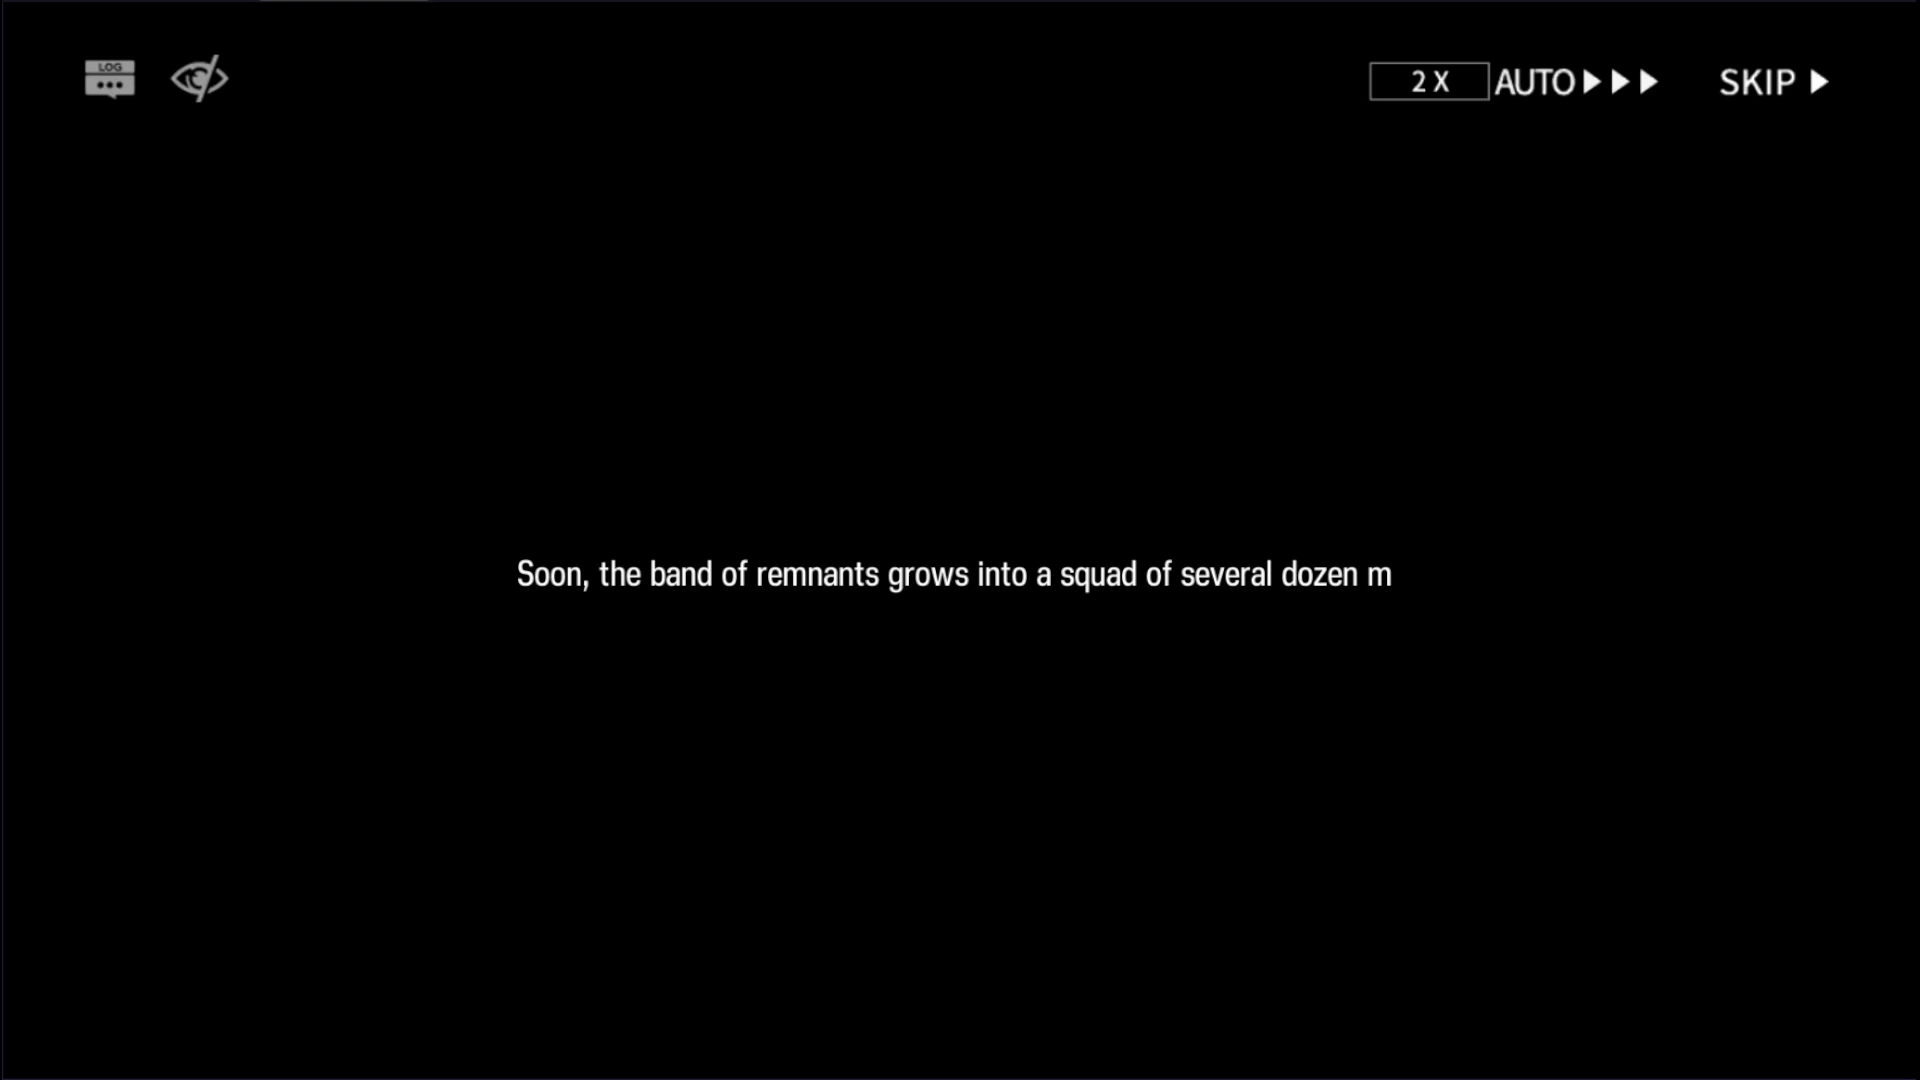 LOG
2 X AUTO SKIP
Soon, the band of remnants grows into a squad of several dozen m